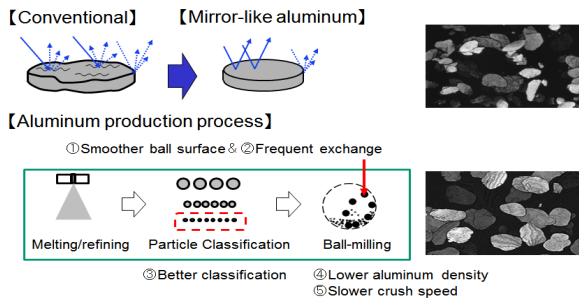 【Conventional】 【Mirror-like aluminum】
【Aluminum production process】
①Smoother ball surface & ②Frequent exchange
Melting/refining Particle Classification Ball-milling
③Better classification ④Lower aluminum density
⑤Slower crush speed